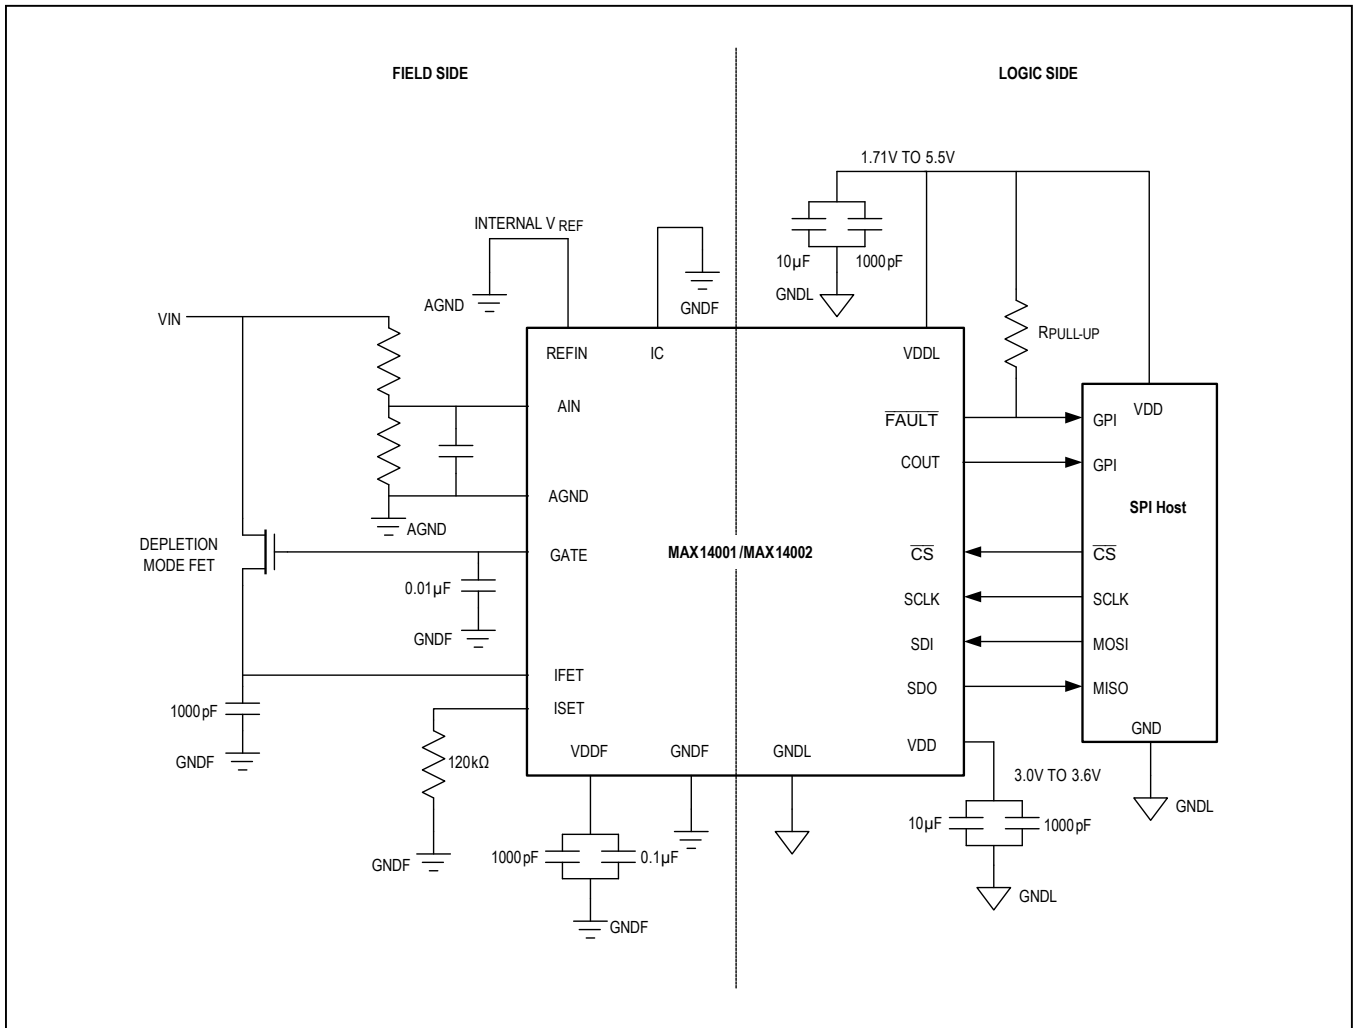 FIELD SIDE
LOGIC SIDE
1.71V TO 5.5V
INTERNAL VREF
10µF
1000pF
GNDL
AGND
GNDF
VIN
RPULL-UP
REFIN
IC
VDDL
VDD
AIN
FAULT
GPI
COUT
GPI
AGND
SPI Host
AGND
DEPLETION
MODE FET
GATE
MAX14001/MAX14002
CS
CS
0.01µF
SCLK
SCLK
GNDF
SDI
MOSI
IFET
SDO
MISO
1000pF
ISET
GND
VDDF
GNDF
GNDL
VDD
GNDF
120kΩ
3.0V TO 3.6V
GNDL
10µF
1000pF
GNDF
1000pF
0.1µF
GNDL
GNDF